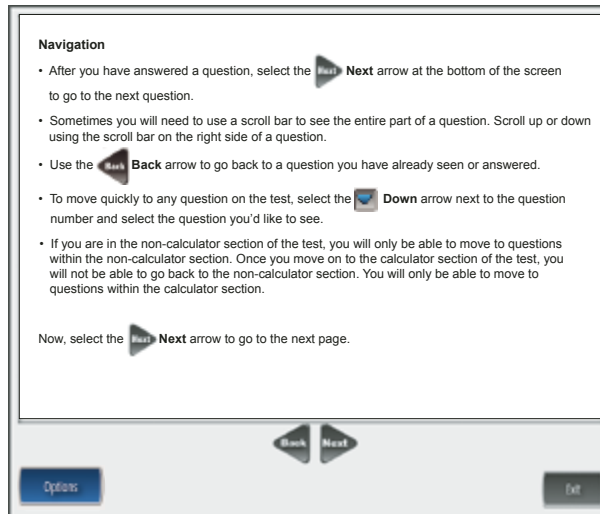 Navigation
• After you have answered a question, select the Next Next arrow at the bottom of the screen
to go to the next question.
• Sometimes you will need to use a scroll bar to see the entire part of a question. Scroll up or down
using the scroll bar on the right side of a question.
• Use the Back Back arrow to go back to a question you have already seen or answered.
• To move quickly to any question on the test, select the Down arrow next to the question
number and select the question you'd like to see.
• If you are in the non-calculator section of the test, you will only be able to move to questions
within the non-calculator section. Once you move on to the calculator section of the test, you
will not be able to go back to the non-calculator section. You will only be able to move to
questions within the calculator section.
Now, select the Next Next arrow to go to the next page.
Back Next
Options Exit